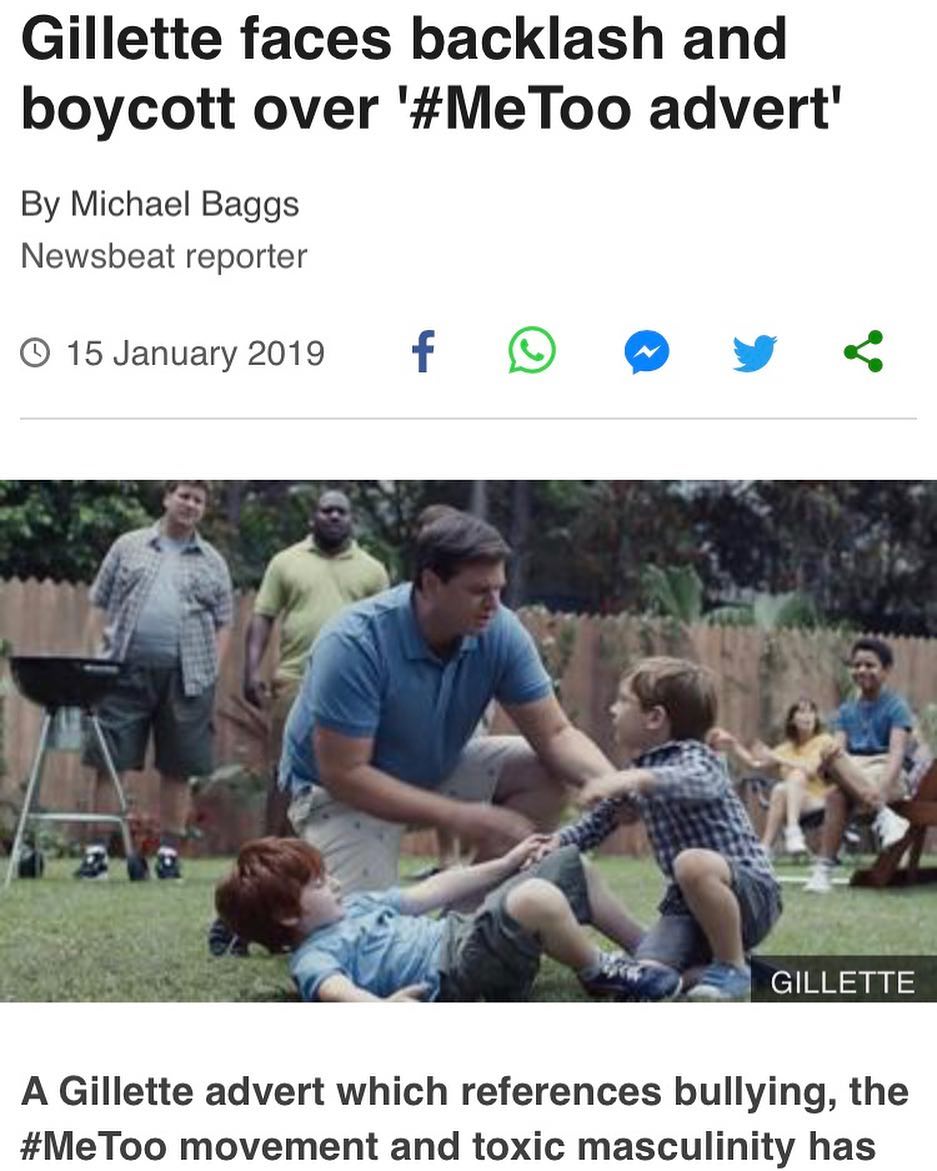 Gillette faces backlash and
boycott over '#MeToo advert'
By Michael Baggs
Newsbeat reporter
15 January 2019
GILLETTE
A Gillette advert which references bullying, the
#MeToo movement and toxic masculinity has